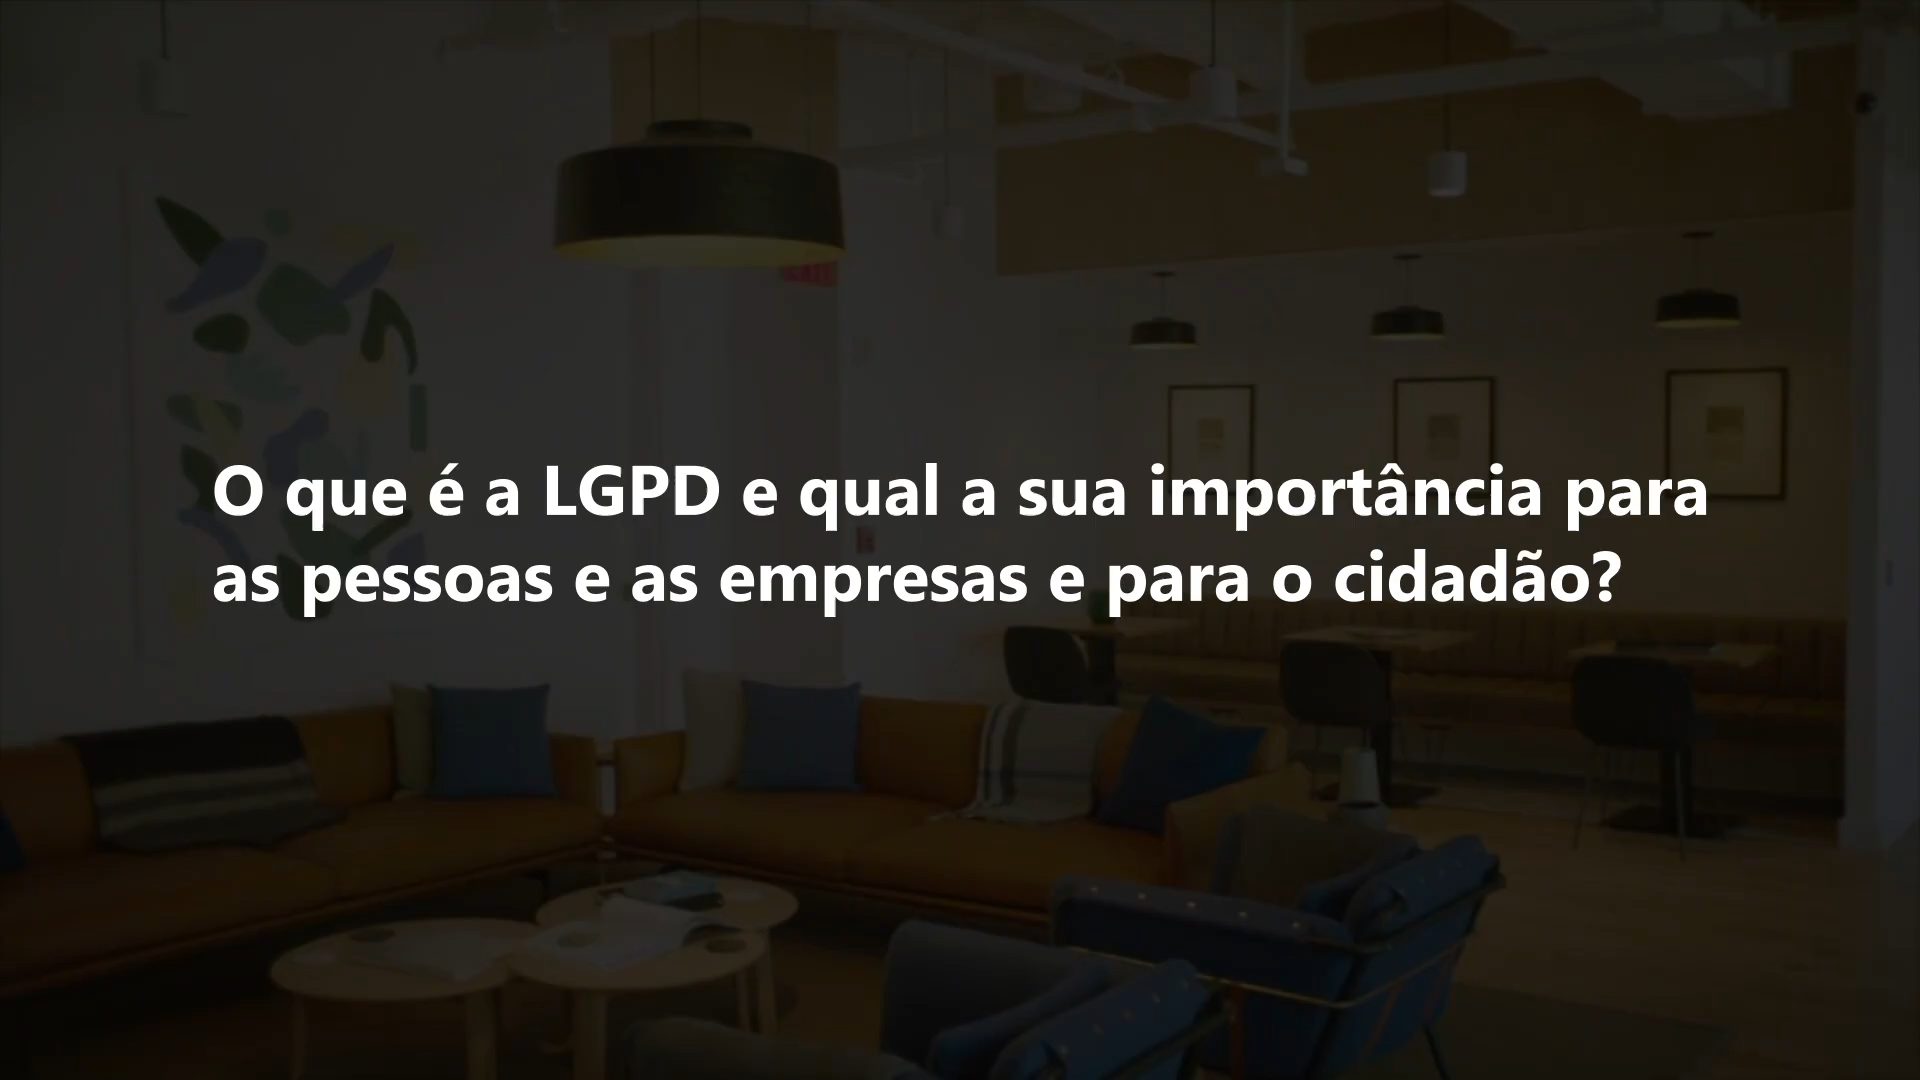 O que é a LGPD e qual a sua importância para
as pessoas e as empresas e para o cidadão?